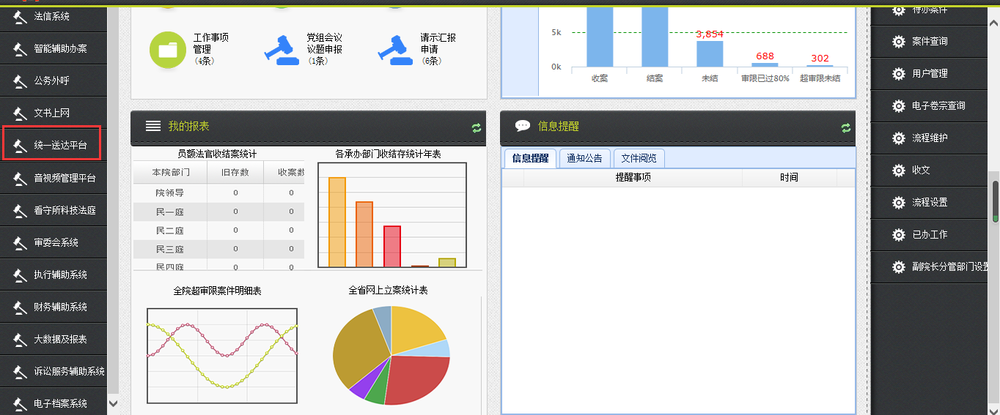 法信系统
智能辅助办案
公务外呼
文书上网
统一送达平台
音视频管理平台
看守所科技法庭
审委会系统
执行辅助系统
财务辅助系统
大数据及报表
诉讼服务辅助系统
电子档案系统
工作事项
管理
(4条)
党组会议
议题申报
(1条)
请示汇报
申请
(6条)
5k
0k
3,854
688
302
收案
结案
未结
审限已过80%
超审限未结
我的报表
员额法官收结案统计
本院部门 旧存数 收案数
院领导 0 0
民一庭 0 0
民二庭 0 0
民三庭 0 0
民四庭 0 0
各承办部门收结存统计年表
全院超审限案件明细表
全省网上立案统计表
信息提醒
信息提醒 通知公告 文件阅览
提醒事项 时间
待办案件
案件查询
用户管理
电子卷宗查询
流程维护
收文
流程设置
已办工作
副院长分管部门设置